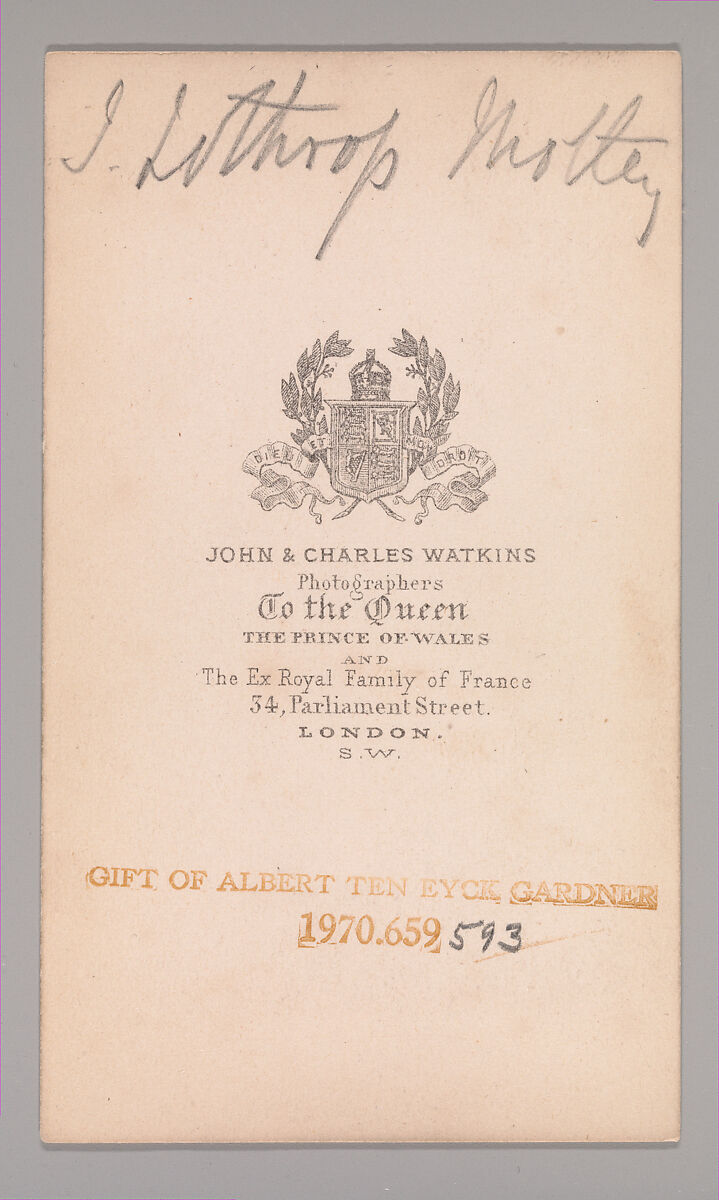 J. Lothrop Motley
DIEU ET MON DROIT
JOHN & CHARLES WATKINS
Photographers
To the Queen
THE PRINCE OF WALES
AND
The Ex Royal Family of France
34, Parliament Street.
LONDON.
S.W.
GIFT OF ALBERT TEN EYCK GARDNER
1970.659 593